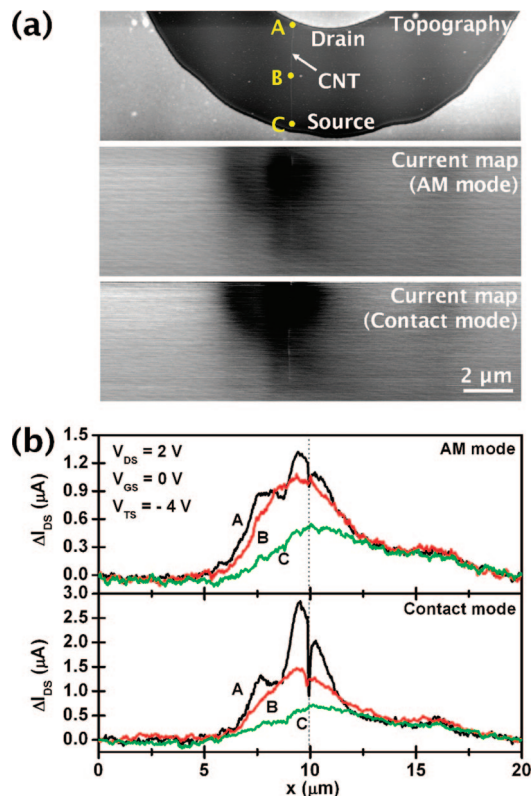 (a)
A
Drain
Topography
B
CNT
C
Source
Current map
(AM mode)
Current map
(Contact mode)
2 μm
(b)
1.5
1.2
0.9
0.6
0.3
0.0
ΔI_DS (μA)
V_DS = 2 V
V_GS = 0 V
V_TS = - 4 V
AM mode
A
B
C
3.0
2.5
2.0
1.5
1.0
0.5
0.0
ΔI_DS (μA)
Contact mode
A
B
C
0 5 10 15 20
x (μm)